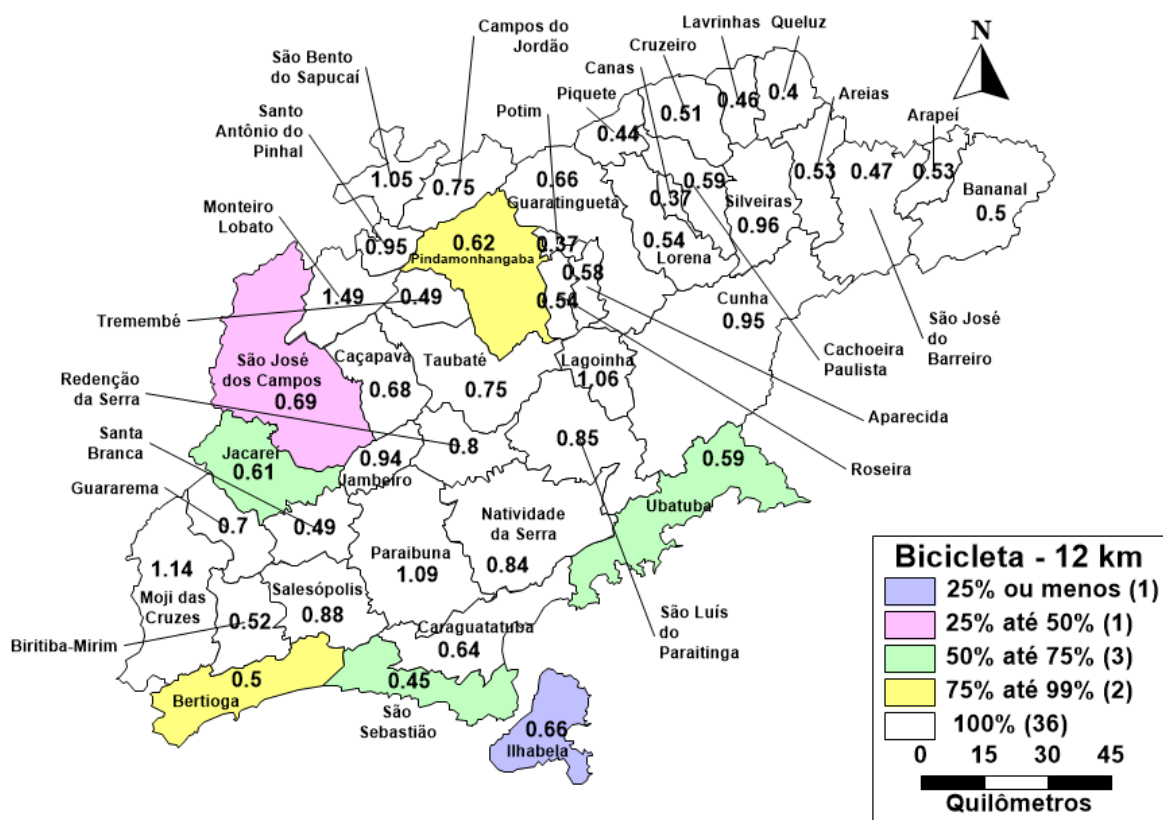 Lavrinhas
Queluz
Campos do
Jordão
Cruzeiro
N
São Bento
do Sapucaí
Canas
Piquete
Areias
Santo
Antônio do
Pinhal
Potim
Arapeí
0.46
0.4
0.51
0.44
1.05
0.75
0.66
Guaratinguetá
0.59
0.37
0.53
0.47
0.53
Bananal
0.5
Silveiras
0.96
Monteiro
Lobato
0.95
0.62
Pindamonhangaba
0.37
0.54
Lorena
0.58
1.49
0.49
0.54
Cunha
0.95
Tremembé
São José
do
Barreiro
Cachoeira
Paulista
São José
dos Campos
0.69
Caçapava
0.68
Taubaté
0.75
Lagoinha
1.06
Redenção
da Serra
Aparecida
Santa
Branca
Jacareí
0.61
0.94
Jambeiro
0.8
0.85
0.59
Roseira
Guararema
Ubatuba
0.7
0.49
Natividade
da Serra
0.84
Paraibuna
1.09
1.14
Moji das
Cruzes
Salesópolis
0.88
0.52
Biritiba-Mirim
Caraguatatuba
0.64
São Luís
do
Paraitinga
0.5
Bertioga
0.45
São
Sebastião
0.66
Ilhabela
Bicicleta - 12 km
25% ou menos (1)
25% até 50% (1)
50% até 75% (3)
75% até 99% (2)
100% (36)
0 15 30 45
Quilômetros